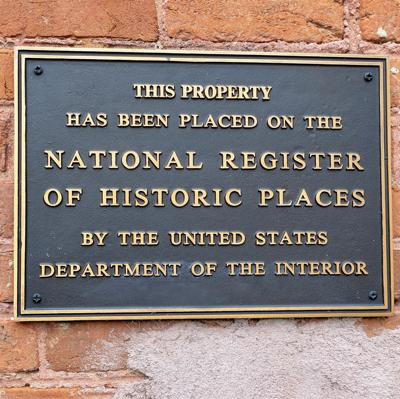 THIS PROPERTY
HAS BEEN PLACED ON THE
NATIONAL REGISTER
OF HISTORIC PLACES
BY THE UNITED STATES
DEPARTMENT OF THE INTERIOR